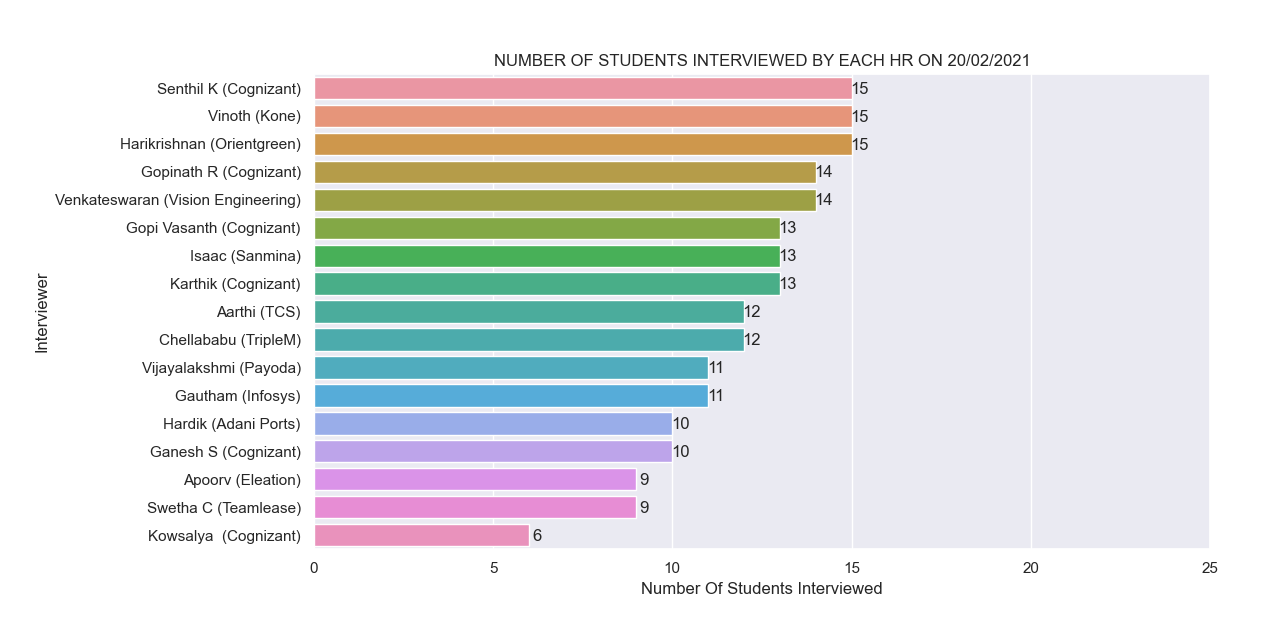 NUMBER OF STUDENTS INTERVIEWED BY EACH HR ON 20/02/2021
Interviewer
Senthil K (Cognizant) 15
Vinoth (Kone) 15
Harikrishnan (Orientgreen) 15
Gopinath R (Cognizant) 14
Venkateswaran (Vision Engineering) 14
Gopi Vasanth (Cognizant) 13
Isaac (Sanmina) 13
Karthik (Cognizant) 13
Aarthi (TCS) 12
Chellababu (TripleM) 12
Vijayalakshmi (Payoda) 11
Gautham (Infosys) 11
Hardik (Adani Ports) 10
Ganesh S (Cognizant) 10
Apoorv (Eleation) 9
Swetha C (Teamlease) 9
Kowsalya  (Cognizant) 6
0 5 10 15 20 25
Number Of Students Interviewed